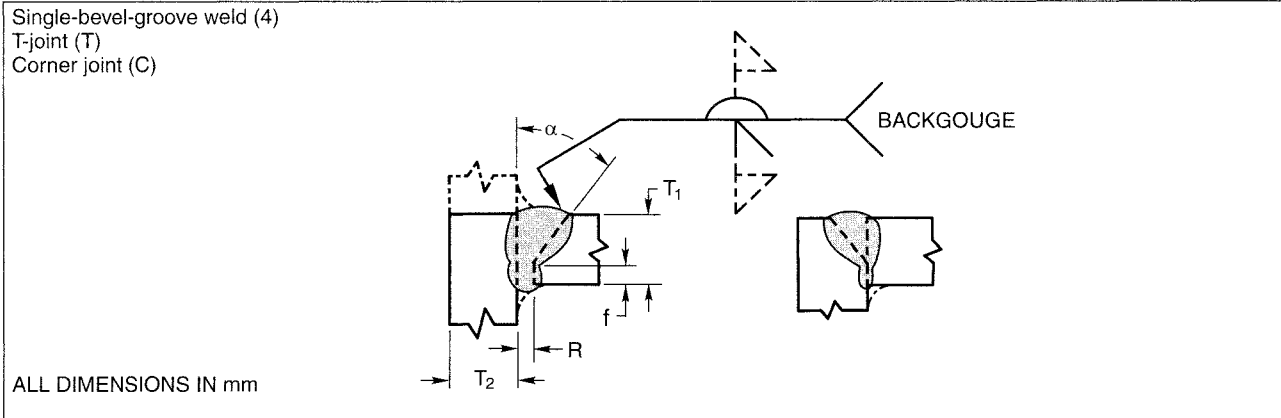 Single-bevel-groove weld (4)
T-joint (T)
Corner joint (C)
BACKGOUGE
α
T₁
f
R
T₂
ALL DIMENSIONS IN mm